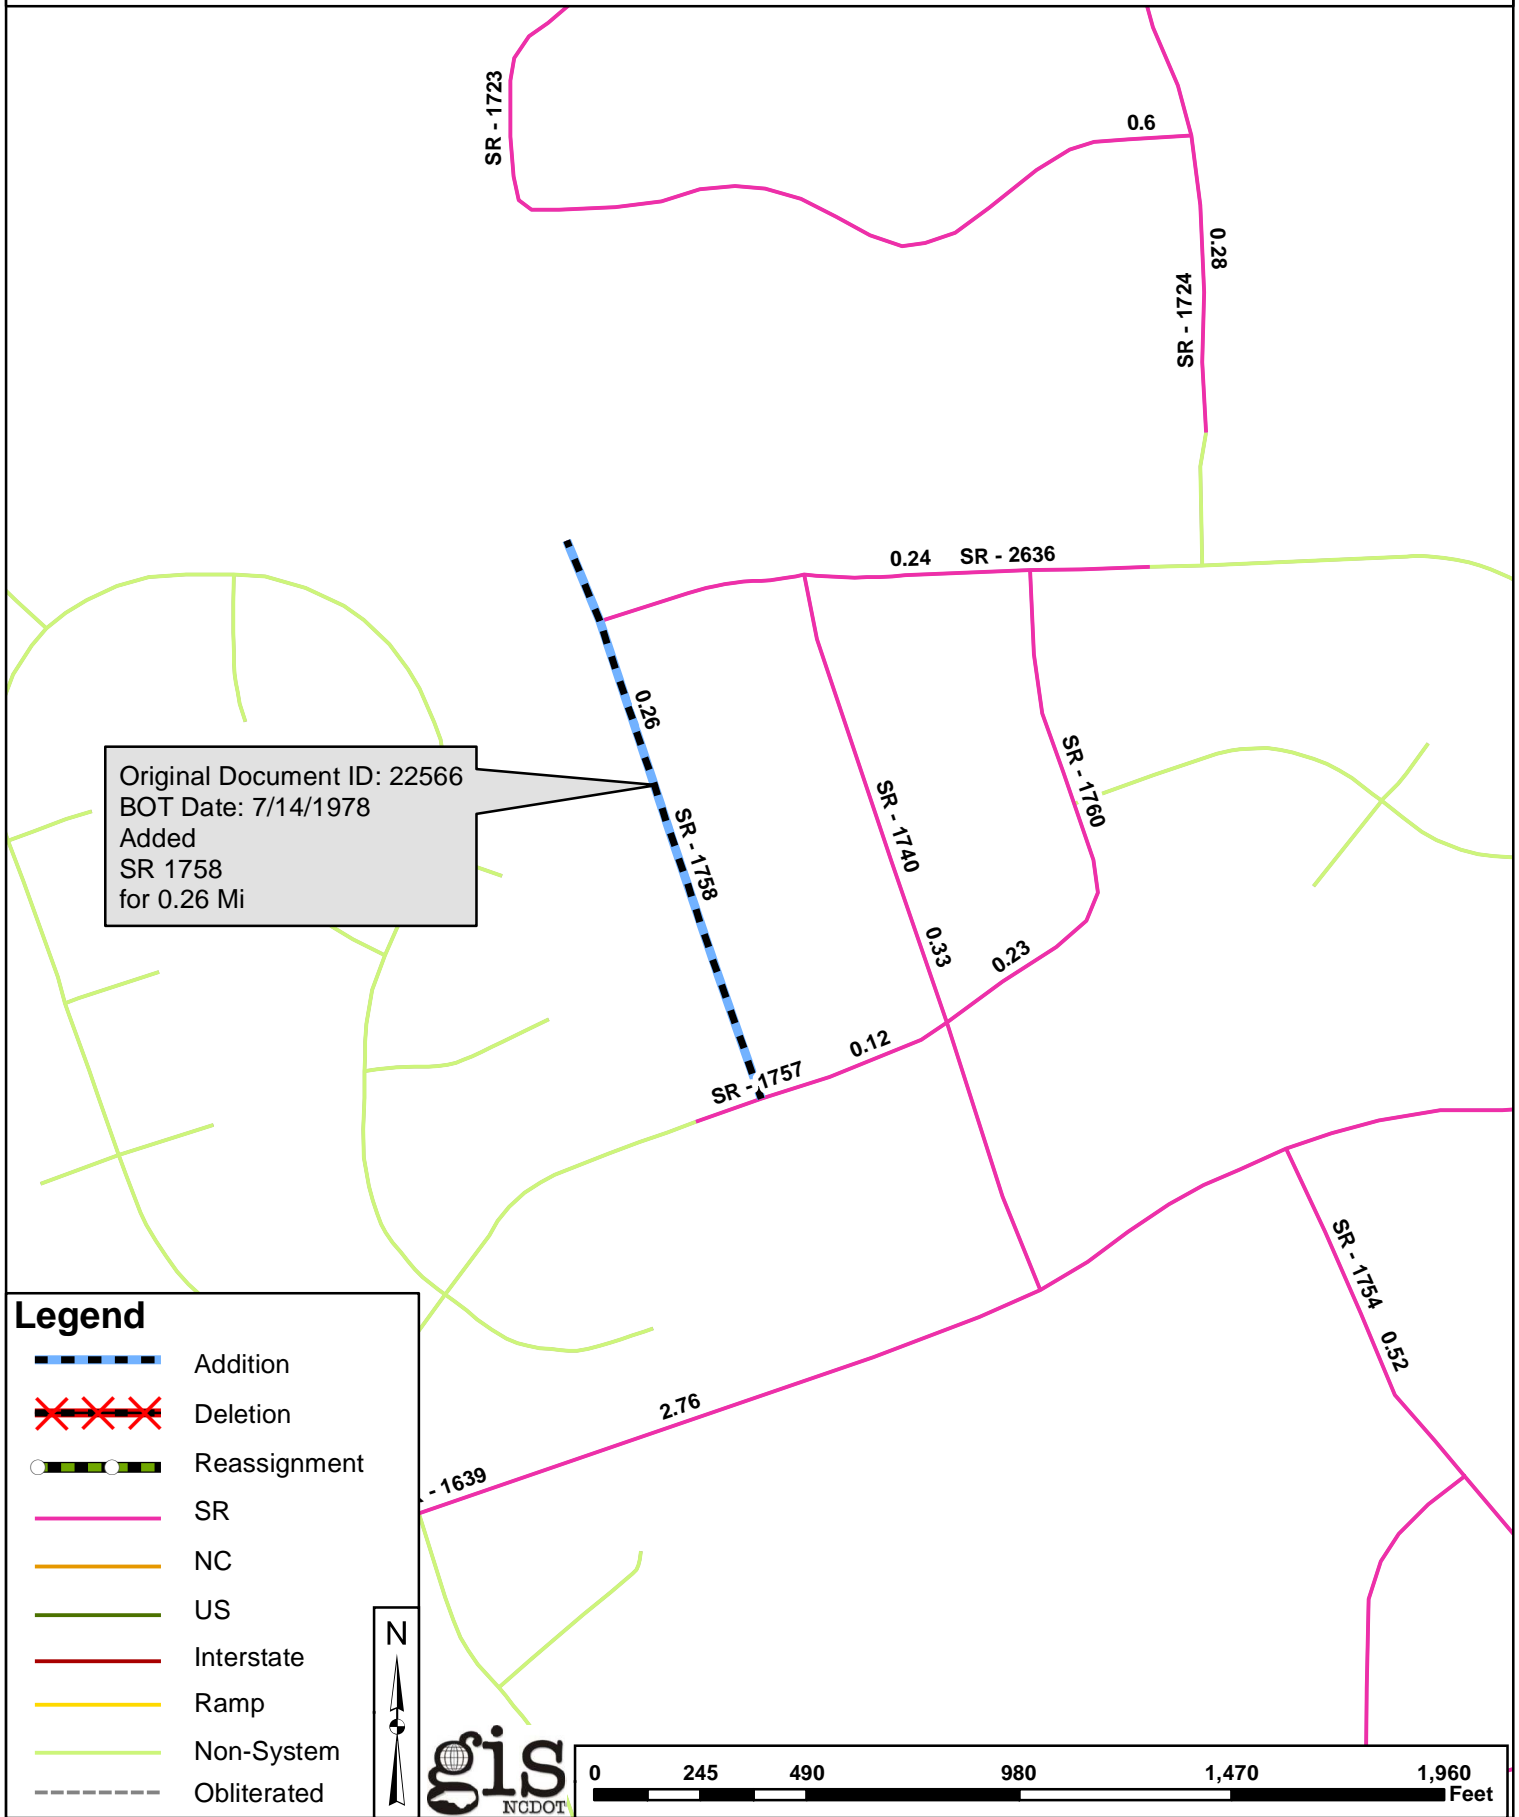 SR - 1723
0.6
0.28
SR - 1724
0.24 SR - 2636
0.26
SR - 1758
SR - 1740
SR - 1760
0.33
0.23
0.12
SR - 1757
Original Document ID: 22566
BOT Date: 7/14/1978
Added
SR 1758
for 0.26 Mi
SR - 1754 0.52
2.76
- 1639
Legend
Addition
Deletion
Reassignment
SR
NC
US
Interstate
Ramp
Non-System
Obliterated
N
gis
NCDOT
0 245 490 980 1,470 1,960
Feet